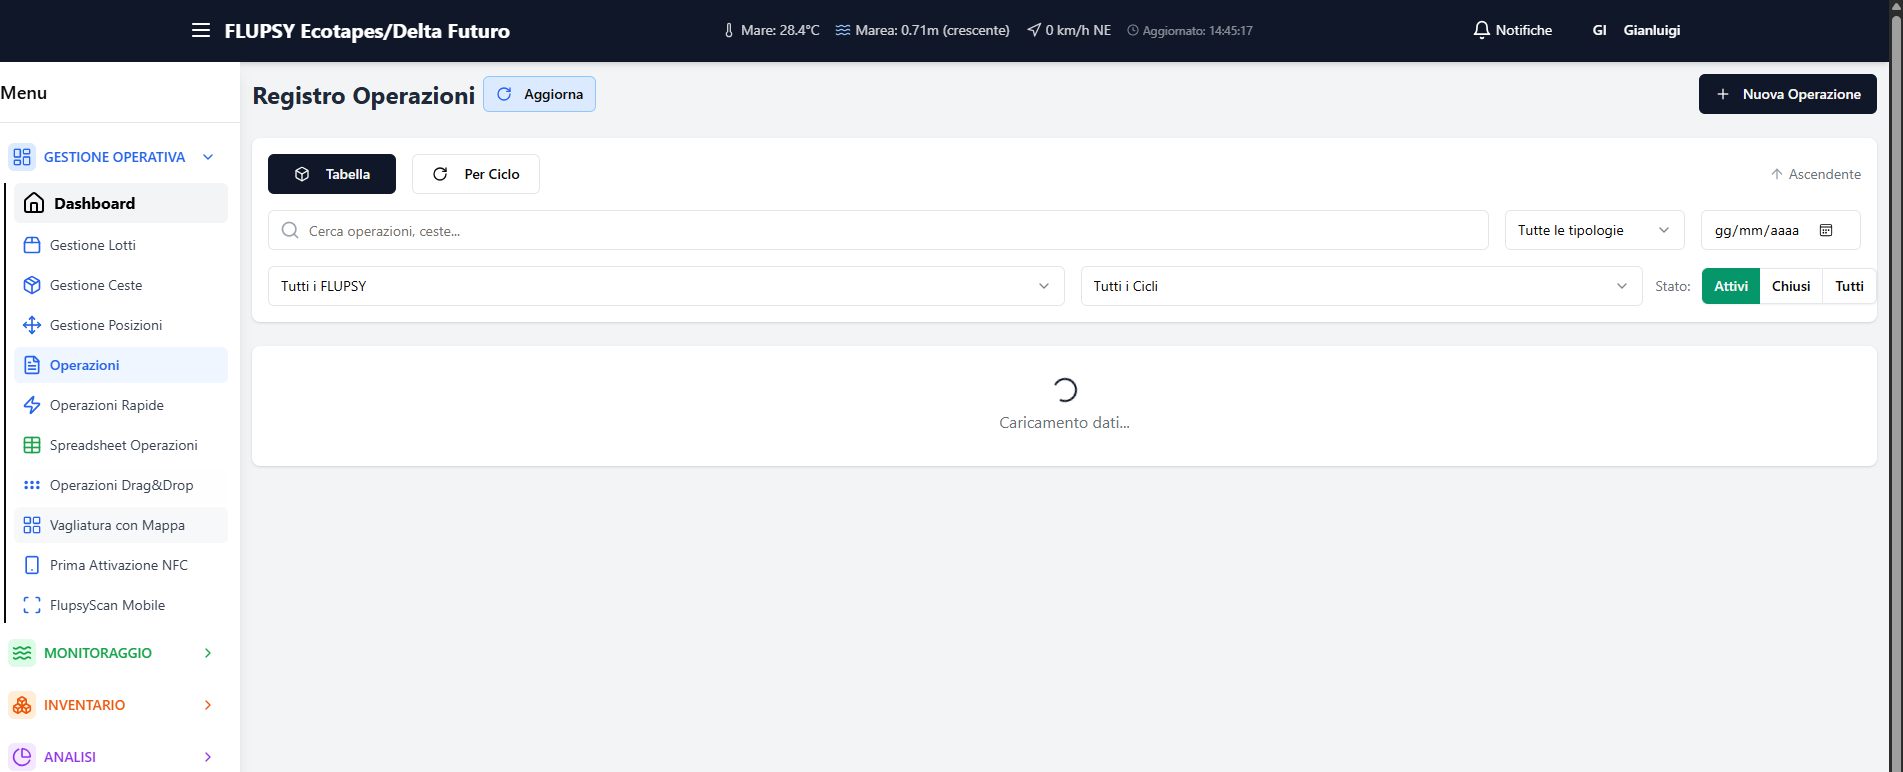 FLUPSY Ecotapes/Delta Futuro
Mare: 28.4°C
Marea: 0.71m (crescente)
0 km/h NE
Aggiornato: 14:45:17
Notifiche
GI
Gianluigi
Menu
GESTIONE OPERATIVA
Dashboard
Gestione Lotti
Gestione Ceste
Gestione Posizioni
Operazioni
Operazioni Rapide
Spreadsheet Operazioni
Operazioni Drag&Drop
Vagliatura con Mappa
Prima Attivazione NFC
FlupsyScan Mobile
MONITORAGGIO
INVENTARIO
ANALISI
Registro Operazioni
Aggiorna
Nuova Operazione
Tabella
Per Ciclo
Ascendente
Cerca operazioni, ceste...
Tutte le tipologie
gg/mm/aaaa
Tutti i FLUPSY
Tutti i Cicli
Stato:
Attivi
Chiusi
Tutti
Caricamento dati...